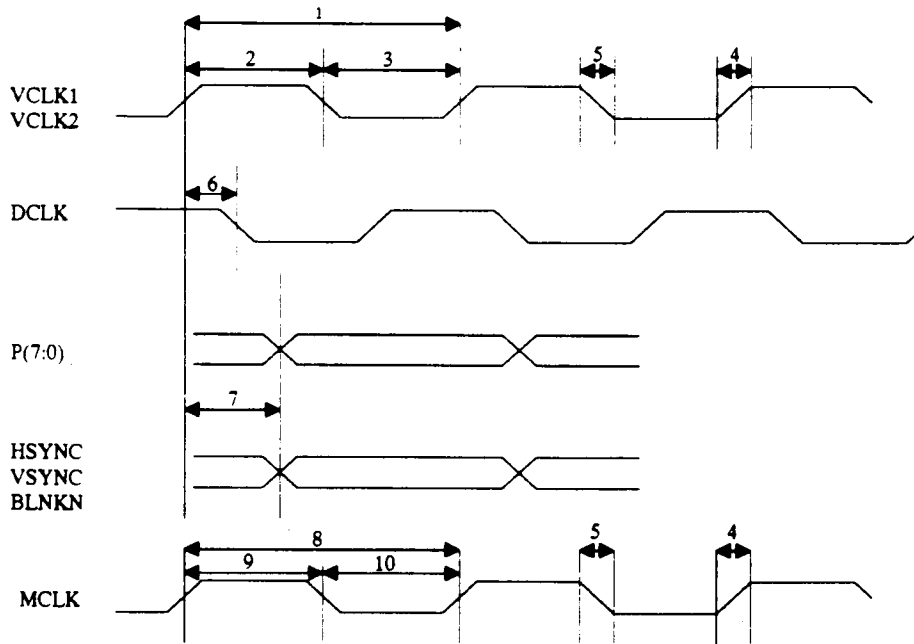 1
2 3 5 4
VCLK1
VCLK2
6
DCLK
P(7:0)
7
HSYNC
VSYNC
BLNKN
8
9 10 5 4
MCLK